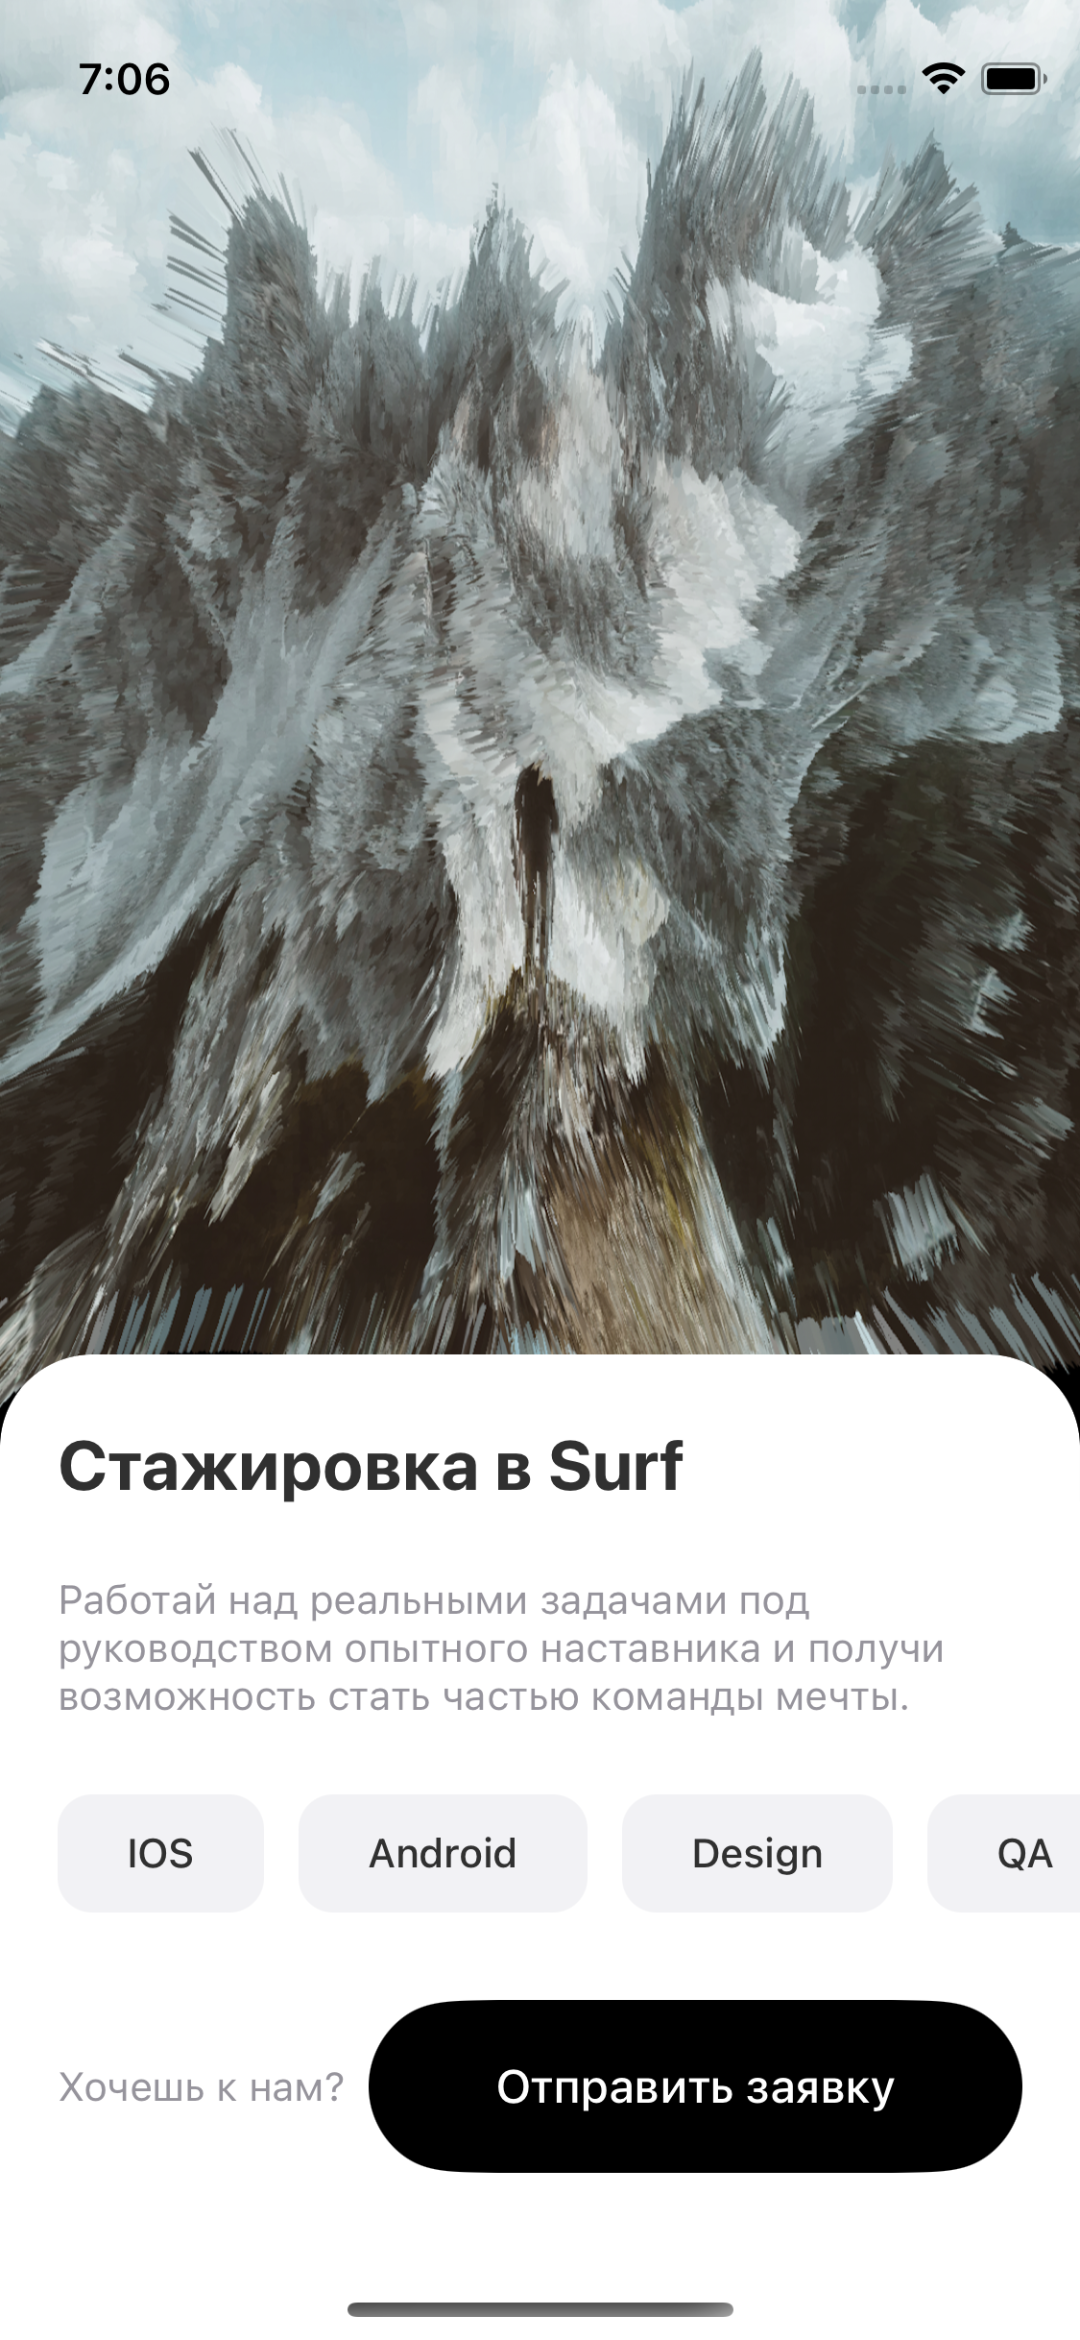 7:06
Стажировка в Surf
Работай над реальными задачами под
руководством опытного наставника и получи
возможность стать частью команды мечты.
IOS
Android
Design
QA
Хочешь к нам?
Отправить заявку